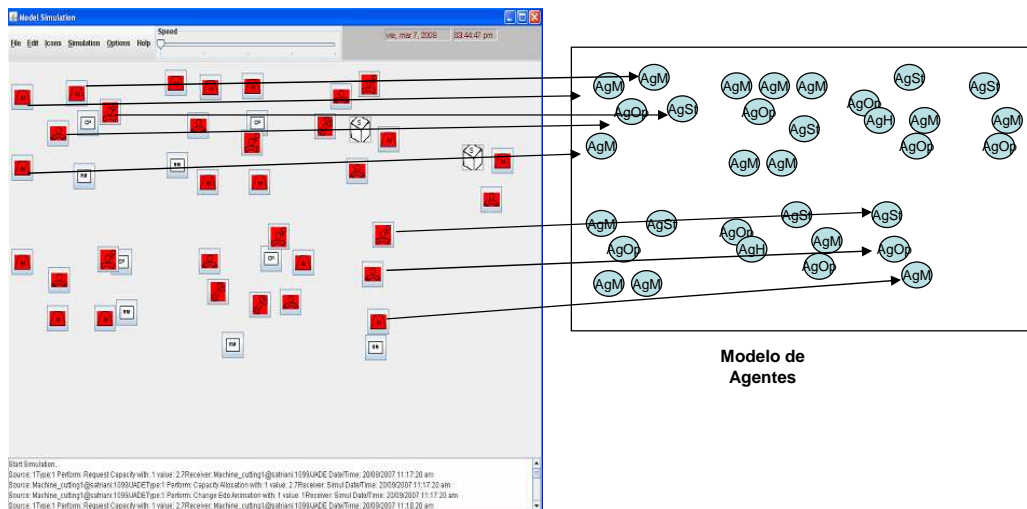 Model Simulation
File Edit Icons Simulation Options Help
Speed
vie, mar 7, 2008 03:44:47 pm
AgM AgM AgM AgM AgM AgSt AgSt
AgOp AgSt AgOp AgSt AgOp AgH AgM AgM
AgM AgM AgM AgOp AgOp
AgM AgSt AgSt AgSt
AgOp AgOp AgH AgM AgOp
AgM AgM AgOp AgM
Modelo de
Agentes
Start Simulation...
Source: 1Type:1 Perform: Request Capacity with: 1 value: 2.7Receiver: Machine_cutting1@satriani:1099/JADE Date/Time: 20/09/2007 11:17:20 am
Source: Machine_cutting1@satriani:1099/JADEType:1 Perform: Capacity Allocation with: 1 value: 2.7Receiver: Simul Date/Time: 20/09/2007 11:17:20 am
Source: Machine_cutting1@satriani:1099/JADEType:1 Perform: Change Edo Animation with: 1 value: 1Receiver: Simul Date/Time: 20/09/2007 11:17:20 am
Source: 1Type:1 Perform: Request Capacity with: 1 value: 2.7Receiver: Machine_cutting1@satriani:1099/JADE Date/Time: 20/09/2007 11:18:20 am